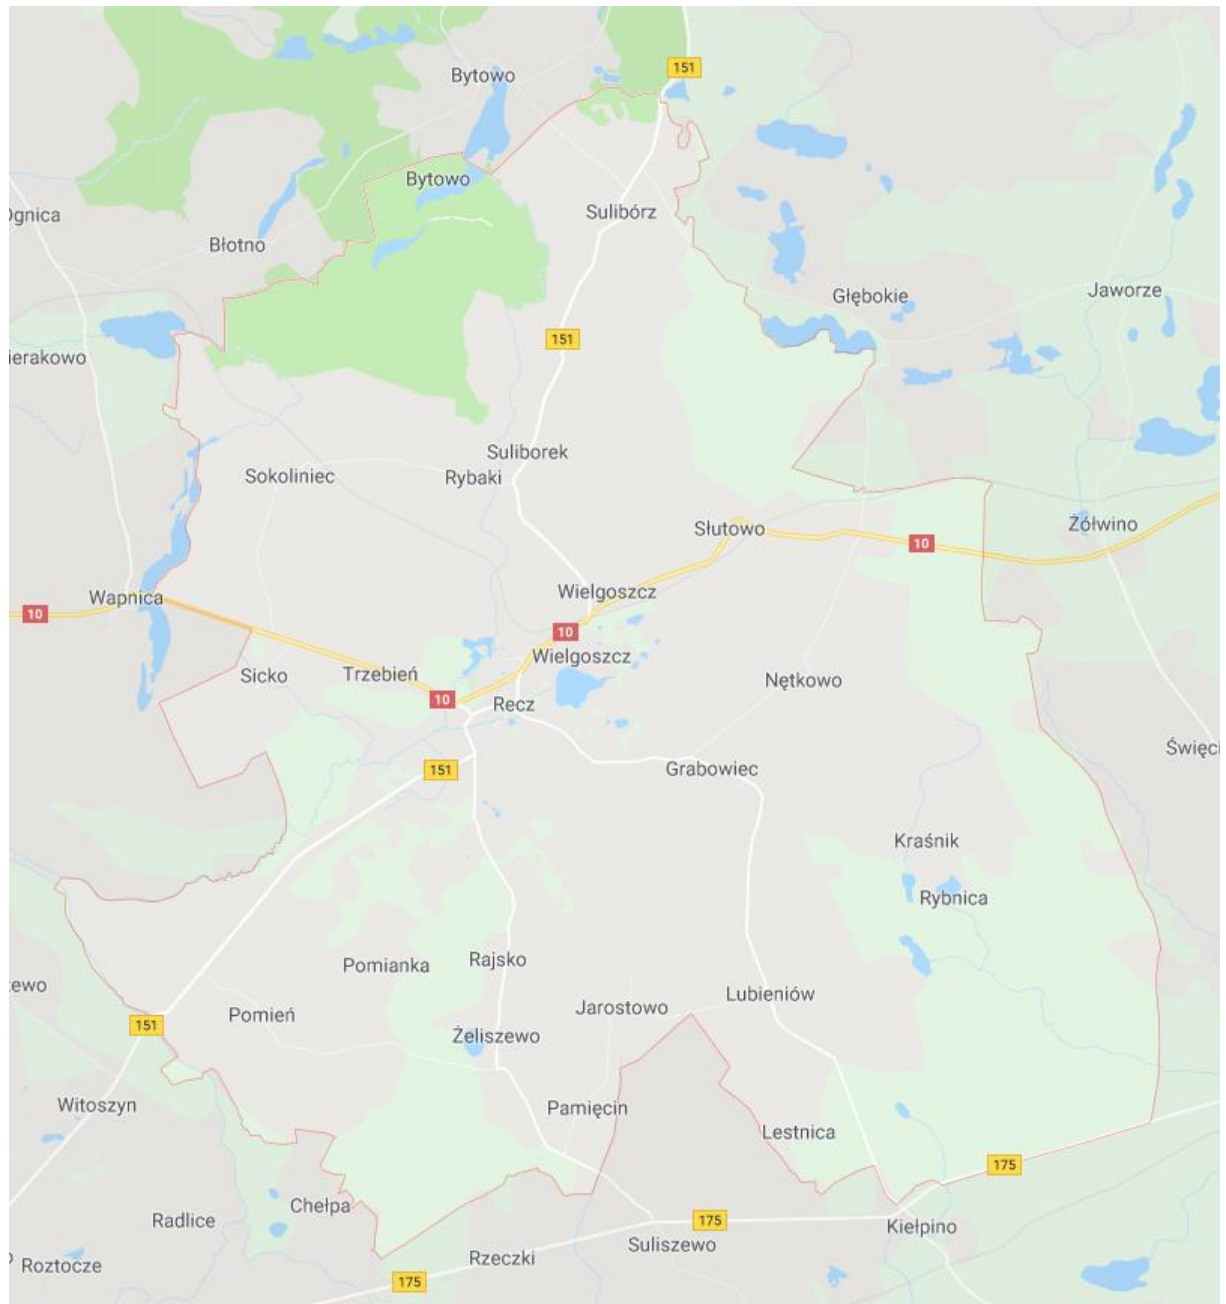 151
Bytowo
Bytowo
Sulibórz
Ognica
Błotno
Głębokie
Jaworze
151
ierakowo
Suliborek
Sokoliniec
Rybaki
Żółwino
Słutowo
10
Wapnica
Wielgoszcz
10
10
Wielgoszcz
Sicko
Trzebień
Nętkowo
10
Recz
Święci
151
Grabowiec
Kraśnik
Rybnica
Pomianka
Rajsko
zewo
Lubieniów
Jarostowo
Pomień
151
Żeliszewo
Witoszyn
Pamięcin
Lestnica
175
Chełpa
Radlice
175
Kiełpino
Suliszewo
Rzeczki
Roztocze
175